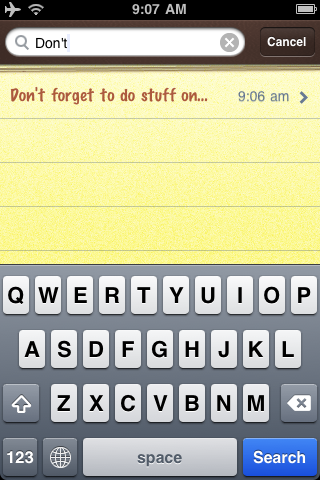 9:07 AM
Don't
Cancel
Don't forget to do stuff on... 9:06 am
Q W E R T Y U I O P
A S D F G H J K L
Z X C V B N M
123 space Search